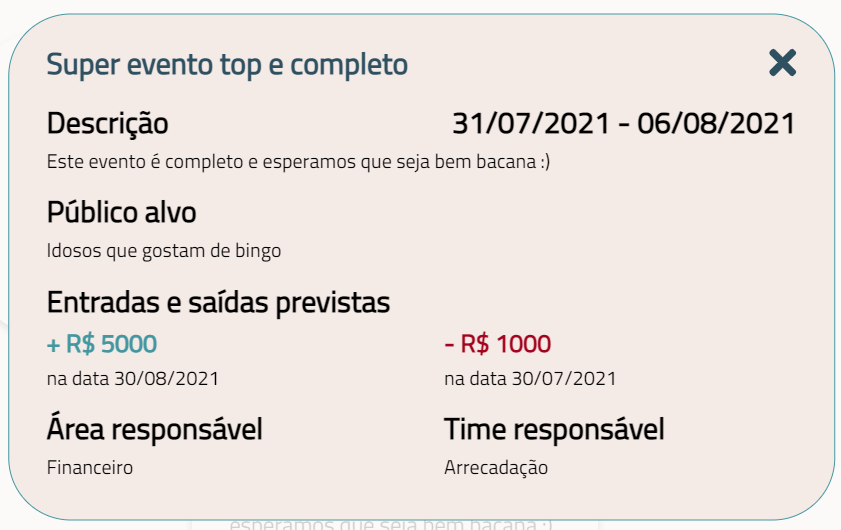 Super evento top e completo
Descrição 31/07/2021 - 06/08/2021
Este evento é completo e esperamos que seja bem bacana :)
Público alvo
Idosos que gostam de bingo
Entradas e saídas previstas
+ R$ 5000 - R$ 1000
na data 30/08/2021 na data 30/07/2021
Área responsável Time responsável
Financeiro Arrecadação
esperamos que seja bem bacana :)